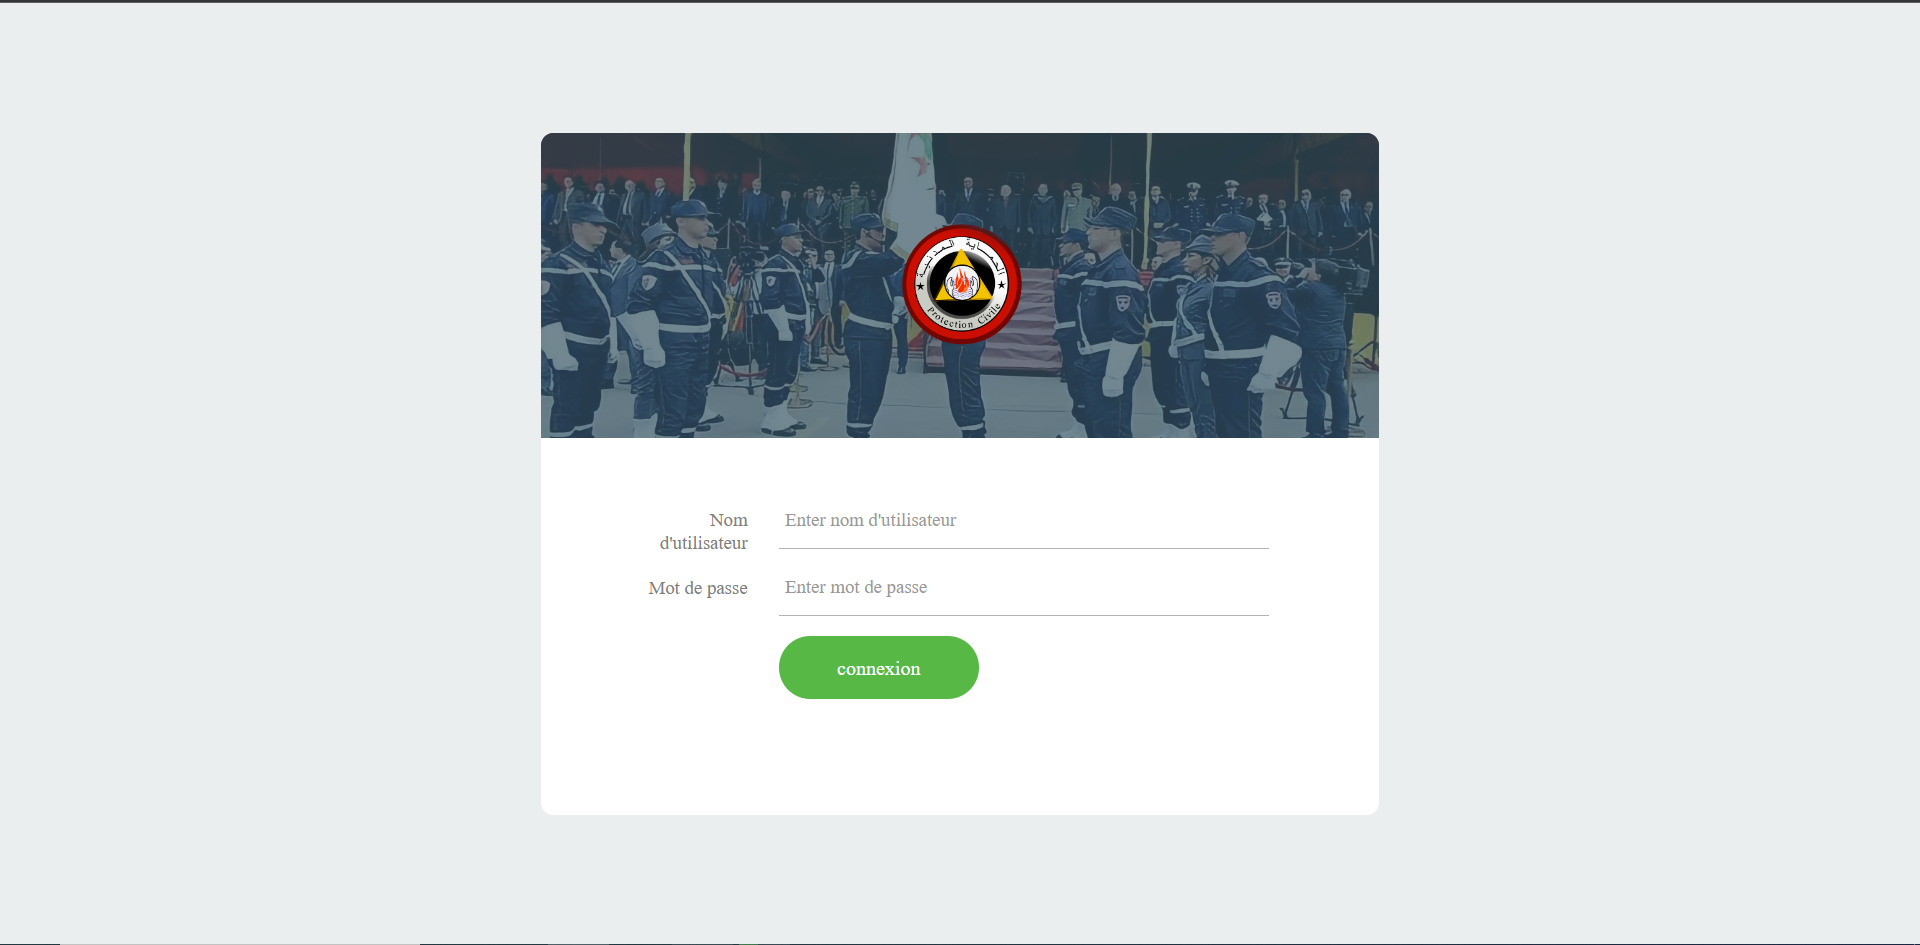 الحماية المدنية
Protection Civile
Nom
d'utilisateur
Enter nom d'utilisateur
Mot de passe
Enter mot de passe
connexion